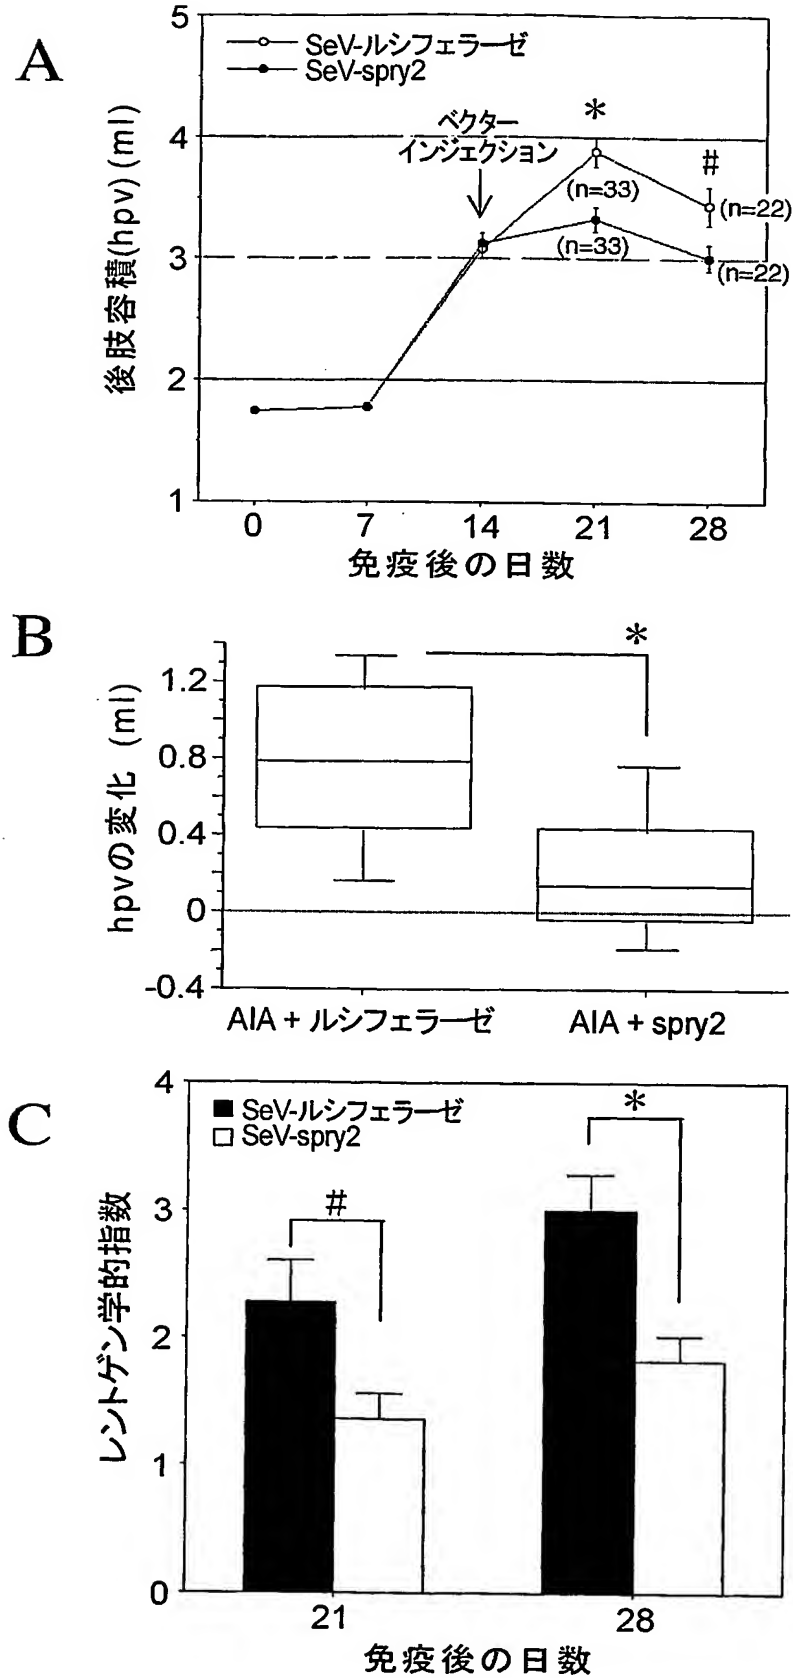 A
5
4
3
2
1
SeV-ルシフェラーゼ
SeV-spry2
ベクター
インジェクション
*
#
(n=33)
(n=22)
(n=33)
(n=22)
後肢容積(hpv)(ml)
0 7 14 21 28
免疫後の日数
B
*
1.2
0.8
0.4
0
-0.4
hpvの変化 (ml)
AIA + ルシフェラーゼ
AIA + spry2
C
4
3
2
1
0
SeV-ルシフェラーゼ
SeV-spry2
#
*
レントゲン学的指数
21 28
免疫後の日数